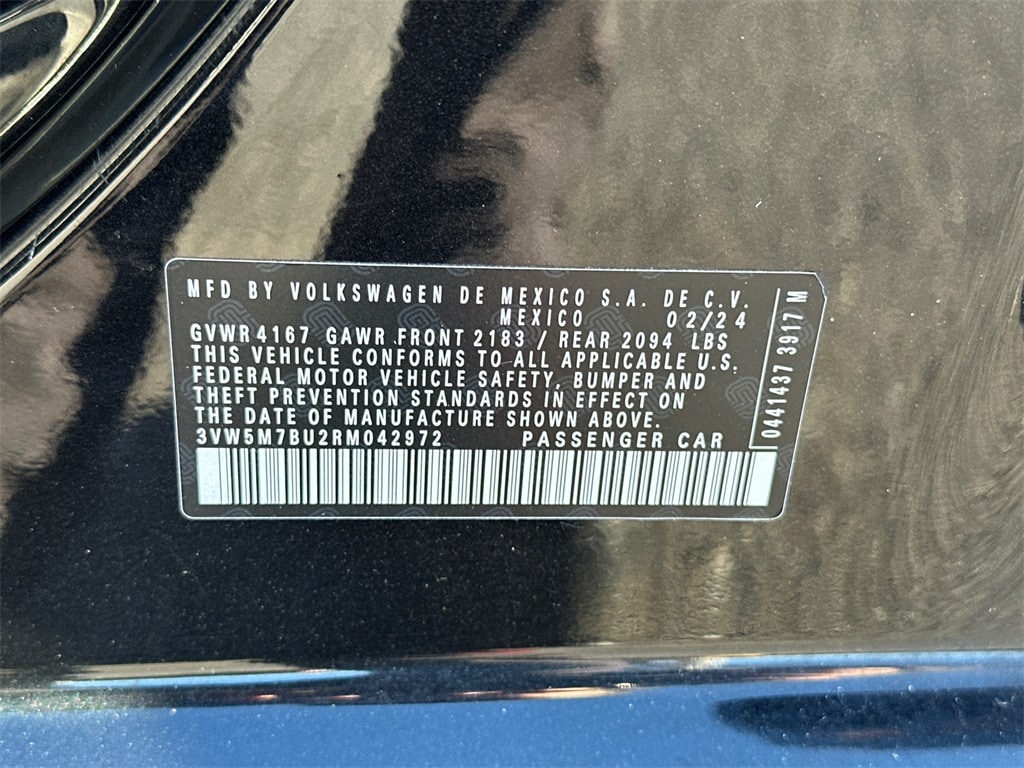 MFD BY VOLKSWAGEN DE MEXICO S.A. DE C.V.
MEXICO 02/24
GVWR 4167 GAWR FRONT 2183 / REAR 2094 LBS
THIS VEHICLE CONFORMS TO ALL APPLICABLE U.S.
FEDERAL MOTOR VEHICLE SAFETY, BUMPER AND
THEFT PREVENTION STANDARDS IN EFFECT ON
THE DATE OF MANUFACTURE SHOWN ABOVE.
3VW5M7BU2RM042972 PASSENGER CAR
0441437 3917 M